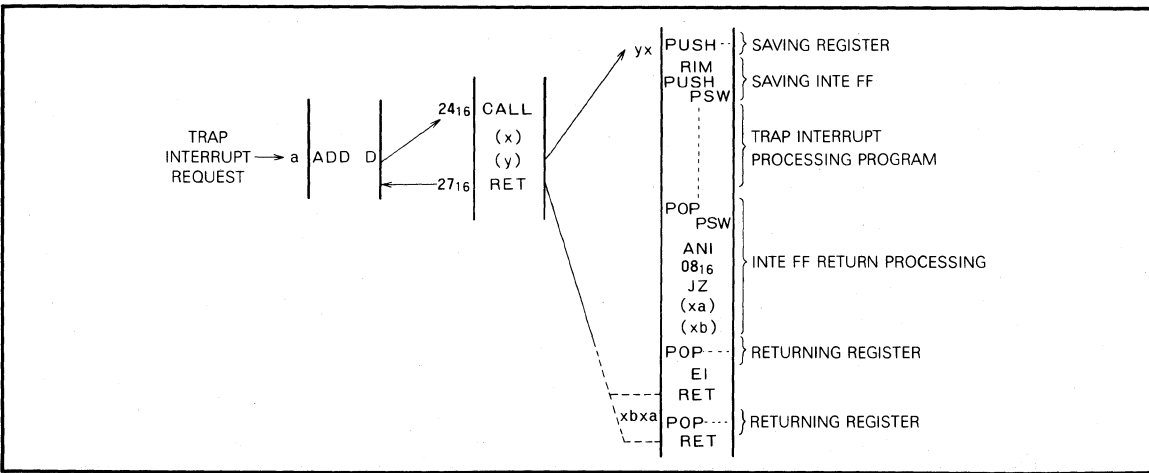 TRAP
INTERRUPT
REQUEST
a
ADD D
24₁₆
27₁₆
CALL
(x)
(y)
RET
yx
PUSH
RIM
PUSH
PSW
POP
PSW
ANI
08₁₆
JZ
(xa)
(xb)
POP
EI
RET
xbxa
POP
RET
SAVING REGISTER
SAVING INTE FF
TRAP INTERRUPT
PROCESSING PROGRAM
INTE FF RETURN PROCESSING
RETURNING REGISTER
RETURNING REGISTER